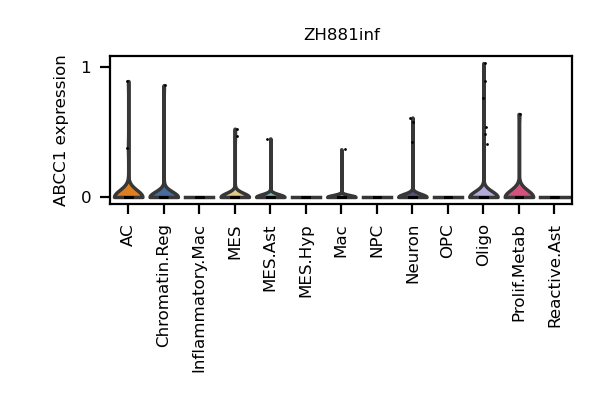 ZH881inf
ABCC1 expression
1
0
AC
Chromatin.Reg
Inflammatory.Mac
MES
MES.Ast
MES.Hyp
Mac
NPC
Neuron
OPC
Oligo
Prolif.Metab
Reactive.Ast